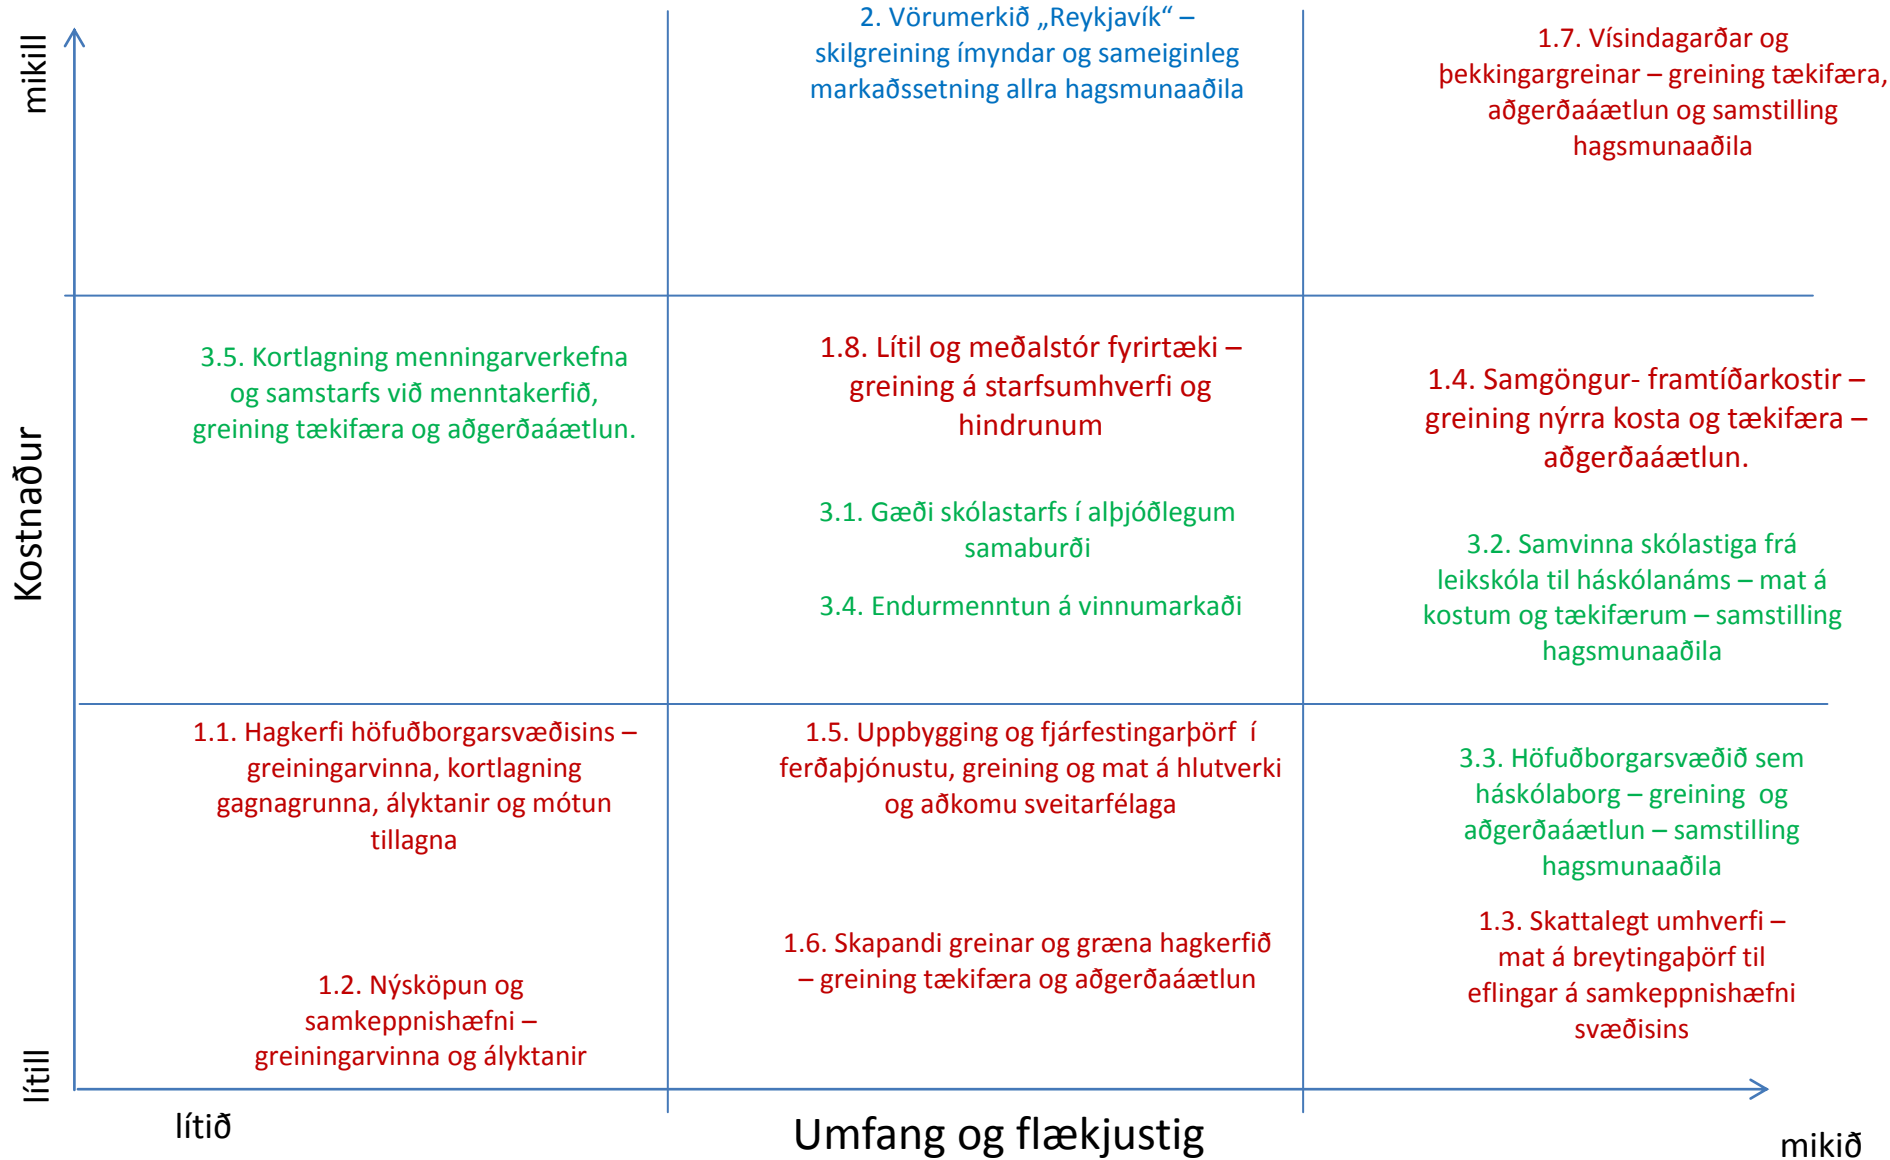 mikill
Kostnaður
lítill
2. Vörumerkið „Reykjavík“ –
skilgreining ímyndar og sameiginleg
markaðssetning allra hagsmunaaðila
1.7. Vísindagarðar og
þekkingargreinar – greining tækifæra,
aðgerðaáætlun og samstilling
hagsmunaaðila
3.5. Kortlagning menningarverkefna
og samstarfs við menntakerfið,
greining tækifæra og aðgerðaáætlun.
1.8. Lítil og meðalstór fyrirtæki –
greining á starfsumhverfi og
hindrunum
3.1. Gæði skólastarfs í alþjóðlegum
samaburði
3.4. Endurmenntun á vinnumarkaði
1.4. Samgöngur- framtíðarkostir –
greining nýrra kosta og tækifæra –
aðgerðaáætlun.
3.2. Samvinna skólastiga frá
leikskóla til háskólanáms – mat á
kostum og tækifærum – samstilling
hagsmunaaðila
1.1. Hagkerfi höfuðborgarsvæðisins –
greiningarvinna, kortlagning
gagnagrunna, ályktanir og mótun
tillagna
1.2. Nýsköpun og
samkeppnishæfni –
greiningarvinna og ályktanir
1.5. Uppbygging og fjárfestingarþörf í
ferðaþjónustu, greining og mat á hlutverki
og aðkomu sveitarfélaga
1.6. Skapandi greinar og græna hagkerfið
– greining tækifæra og aðgerðaáætlun
3.3. Höfuðborgarsvæðið sem
háskólaborg – greining og
aðgerðaáætlun – samstilling
hagsmunaaðila
1.3. Skattalegt umhverfi –
mat á breytingaþörf til
eflingar á samkeppnishæfni
svæðisins
lítið
Umfang og flækjustig
mikið